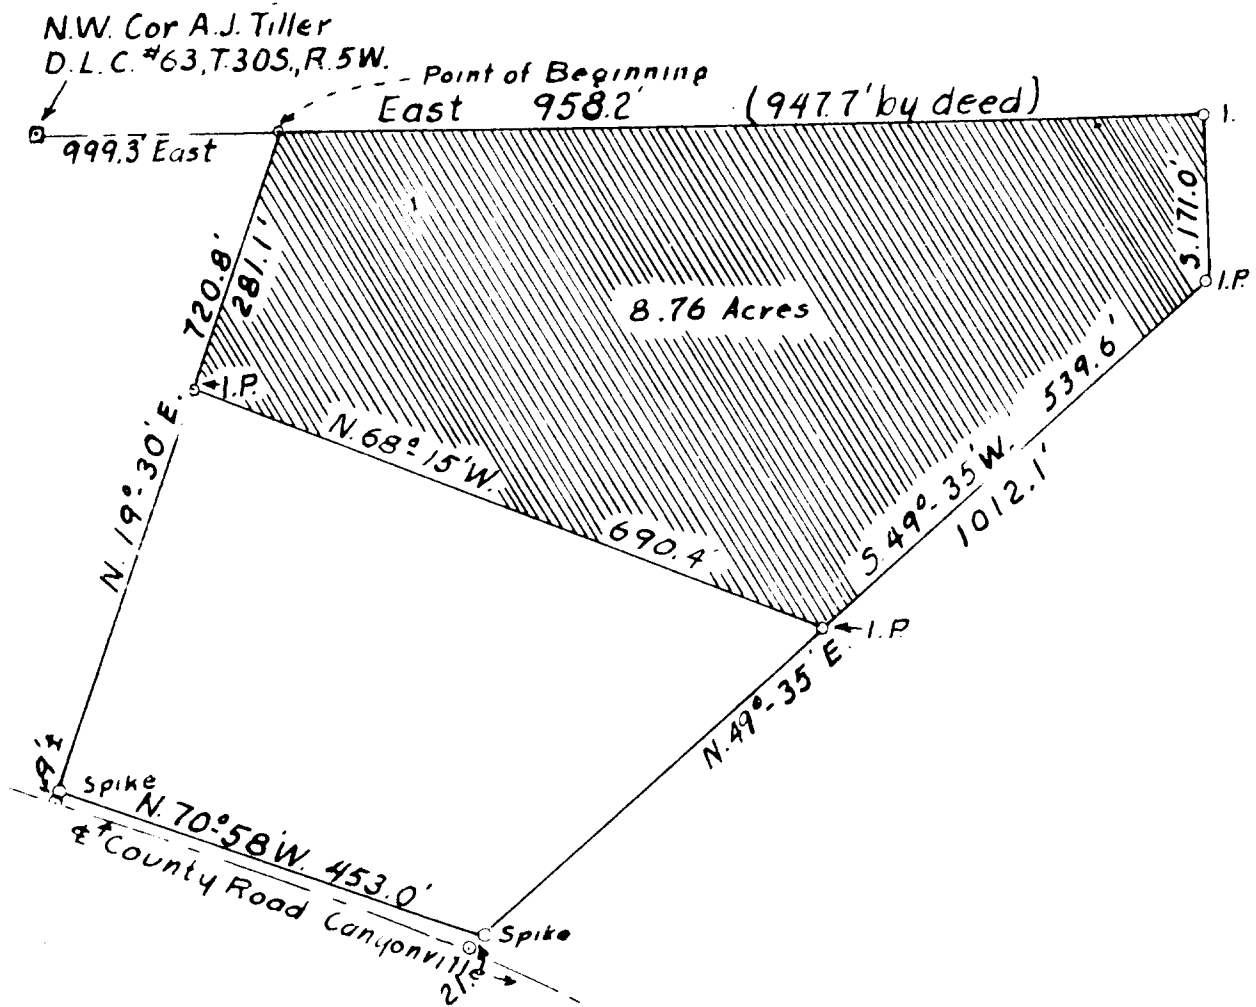 N.W. Cor A.J. Tiller
D.L.C. #63, T.30S., R.5W.
Point of Beginning
East 958.2' (947.7' by deed)
1.
999.3' East
1
S. 171.0'
720.8'
281.1'
8.76 Acres
I.P.
539.6'
I.P.
N. 68°-15' W.
S. 49°-35' W.
1012.1'
N. 19°-30' E.
690.4'
I.P.
N. 49°-35' E.
Spike
N. 70°-58' W. 453.0'
County Road Canyonville
Spike